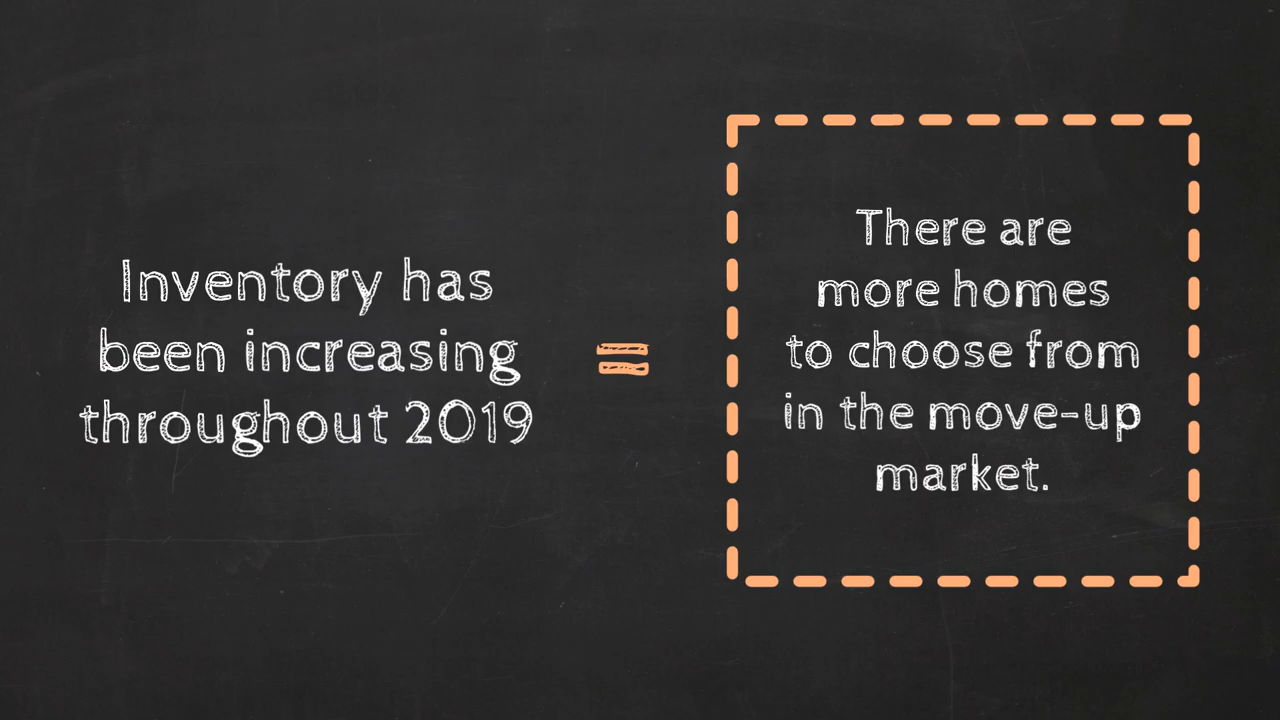 Inventory has
been increasing
throughout 2019
=
There are
more homes
to choose from
in the move-up
market.